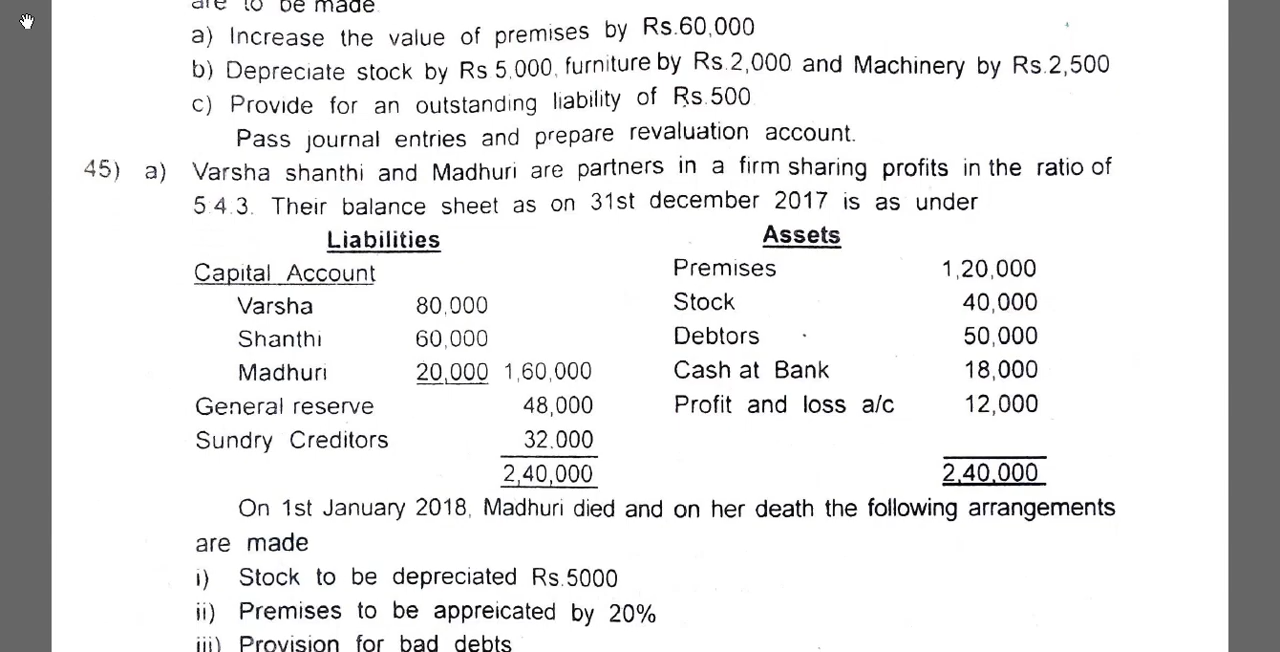 are to be made
a) Increase the value of premises by Rs.60,000
b) Depreciate stock by Rs 5,000, furniture by Rs.2,000 and Machinery by Rs.2,500
c) Provide for an outstanding liability of Rs.500
Pass journal entries and prepare revaluation account.
45) a) Varsha shanthi and Madhuri are partners in a firm sharing profits in the ratio of
5.4.3. Their balance sheet as on 31st december 2017 is as under
Liabilities Assets
Capital Account Premises 1,20,000
Varsha 80,000 Stock 40,000
Shanthi 60,000 Debtors 50,000
Madhuri 20,000 1,60,000 Cash at Bank 18,000
General reserve 48,000 Profit and loss a/c 12,000
Sundry Creditors 32.000
2,40,000 2,40,000
On 1st January 2018, Madhuri died and on her death the following arrangements
are made
i) Stock to be depreciated Rs.5000
ii) Premises to be appreicated by 20%
iii) Provision for bad debts